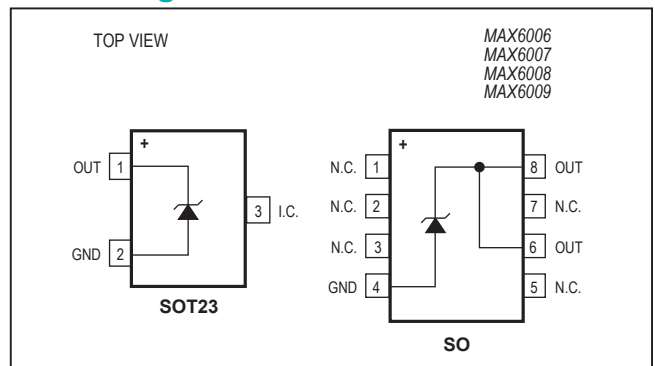 TOP VIEW
MAX6006
MAX6007
MAX6008
MAX6009
+
OUT 1
3 I.C.
GND 2
SOT23
+
N.C. 1
8 OUT
N.C. 2
7 N.C.
N.C. 3
6 OUT
GND 4
5 N.C.
SO